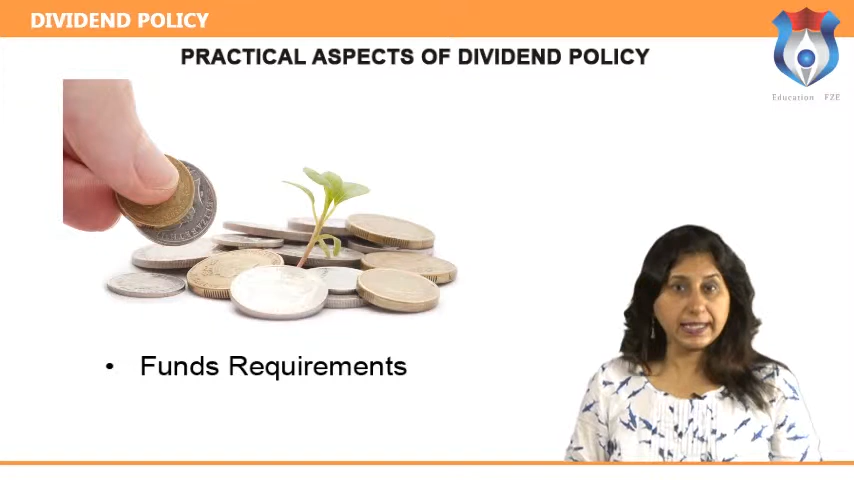 DIVIDEND POLICY
PRACTICAL ASPECTS OF DIVIDEND POLICY
Education FZE
• Funds Requirements